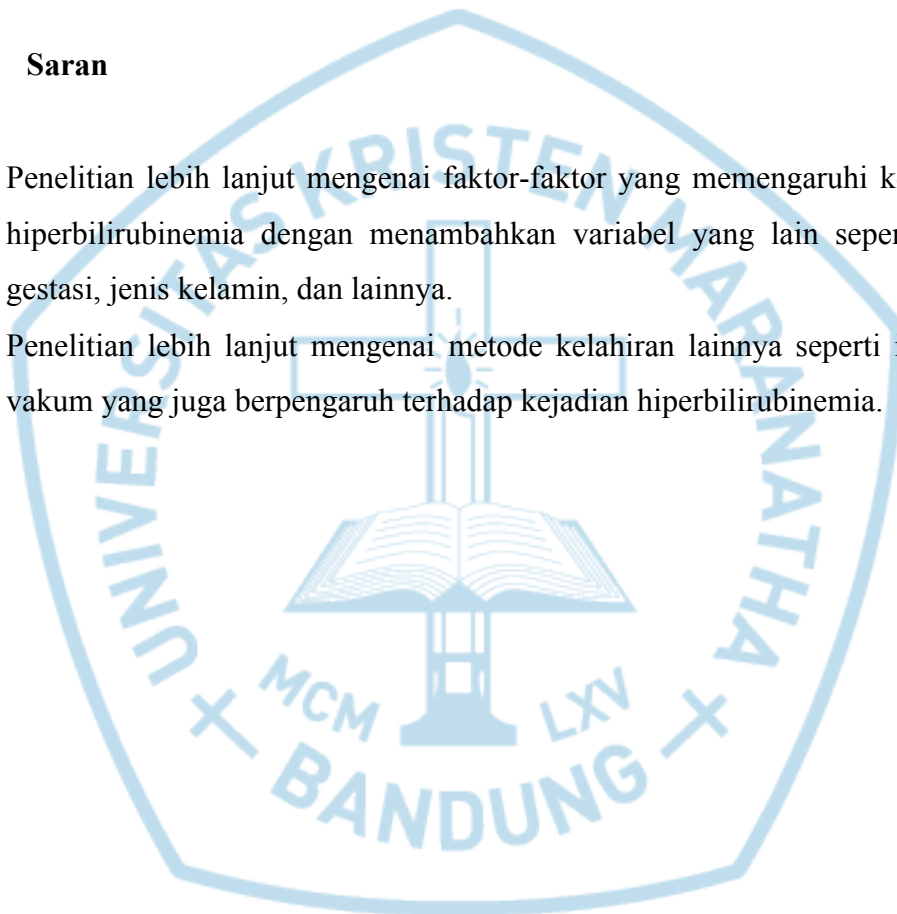 Saran
Penelitian lebih lanjut mengenai faktor-faktor yang memengaruhi
hiperbilirubinemia dengan menambahkan variabel yang lain
gestasi, jenis kelamin, dan lainnya.
Penelitian lebih lanjut mengenai metode kelahiran lainnya seperti
vakum yang juga berpengaruh terhadap kejadian hiperbilirubinemia.
UNIVERSITAS KRISTEN MARANATHA
MCM LXV
BANDUNG